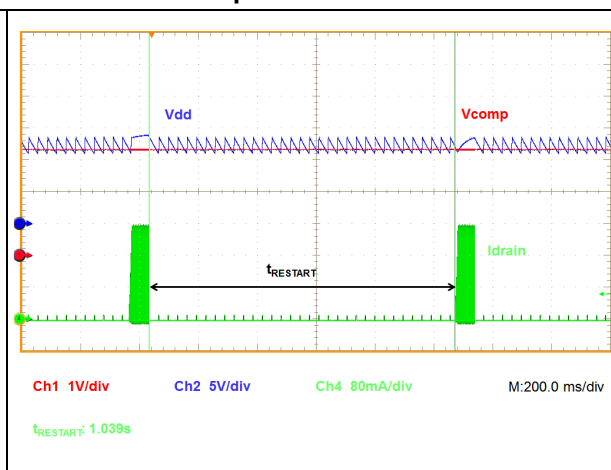 Vdd
Vcomp
Idrain
tRESTART
Ch1 1V/div
Ch2 5V/div
Ch4 80mA/div
M:200.0 ms/div
tRESTART: 1.039s